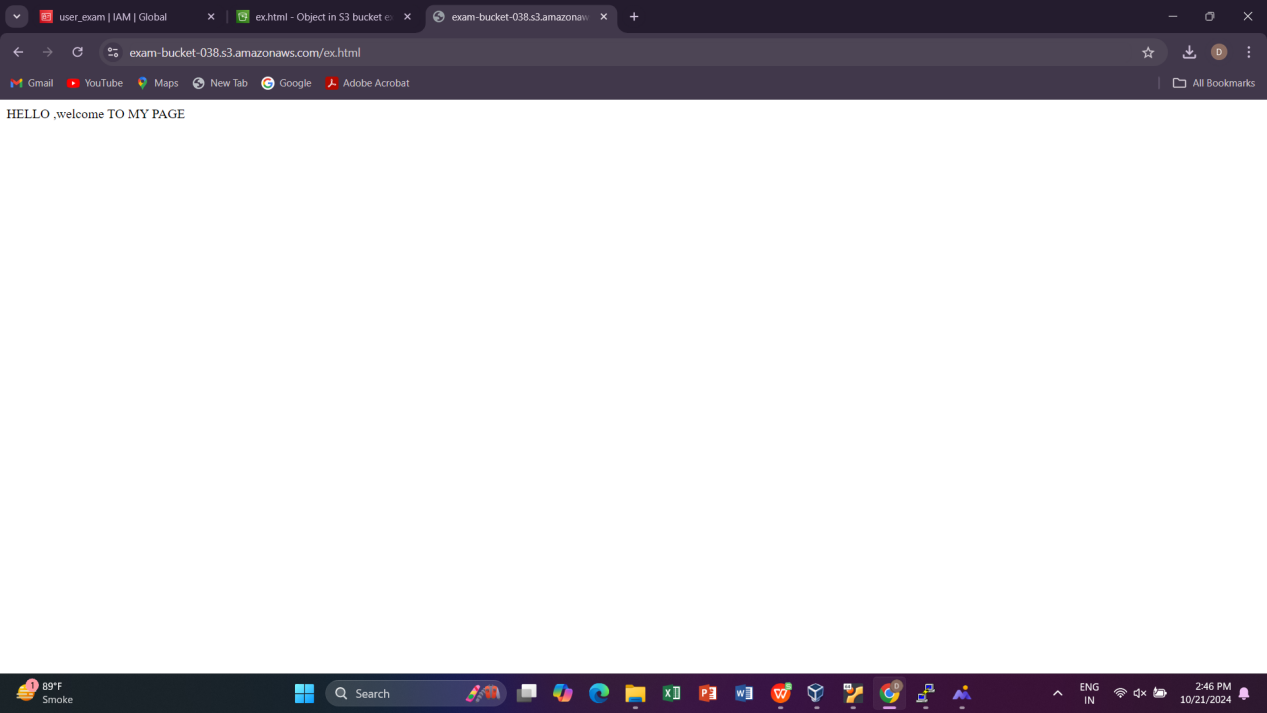 user_exam | IAM | Global
ex.html - Object in S3 bucket ex
exam-bucket-038.s3.amazonaw
exam-bucket-038.s3.amazonaws.com/ex.html
D
Gmail
YouTube
Maps
New Tab
Google
Adobe Acrobat
All Bookmarks
HELLO ,welcome TO MY PAGE
1
89°F
Smoke
Search
D
ENG
IN
2:46 PM
10/21/2024